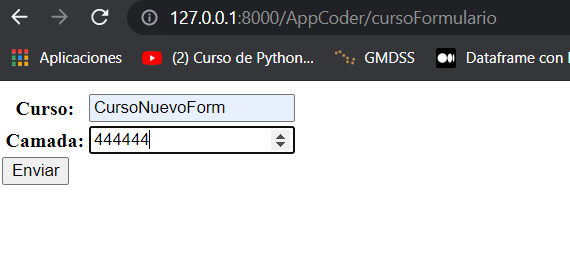 127.0.0.1:8000/AppCoder/cursoFormulario
Aplicaciones (2) Curso de Python... GMDSS Dataframe con
Curso: CursoNuevoForm
Camada: 444444
Enviar